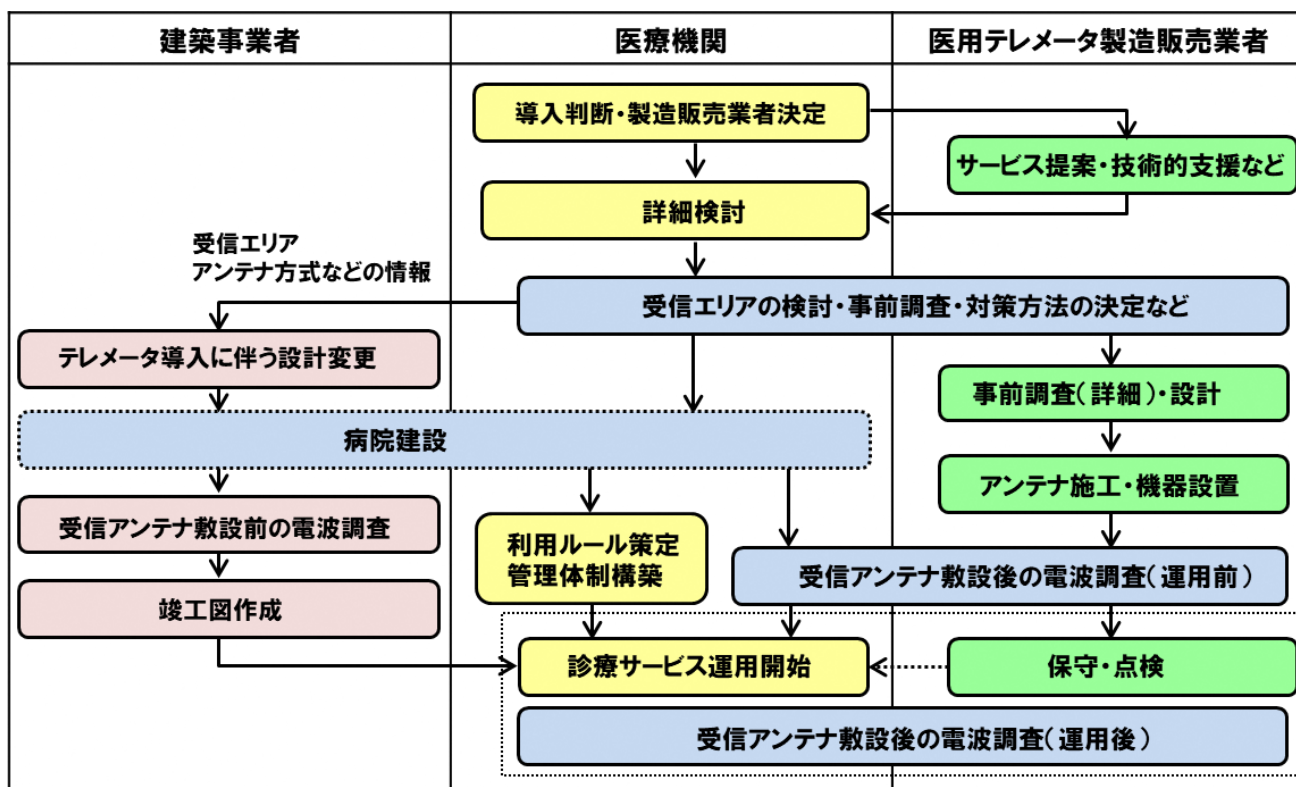 建築事業者
医療機関
医用テレメータ製造販売業者
導入判断・製造販売業者決定
サービス提案・技術的支援など
詳細検討
受信エリア
アンテナ方式などの情報
受信エリアの検討・事前調査・対策方法の決定など
テレメータ導入に伴う設計変更
事前調査(詳細)・設計
病院建設
アンテナ施工・機器設置
受信アンテナ敷設前の電波調査
利用ルール策定
管理体制構築
受信アンテナ敷設後の電波調査(運用前)
竣工図作成
診療サービス運用開始
保守・点検
受信アンテナ敷設後の電波調査(運用後)